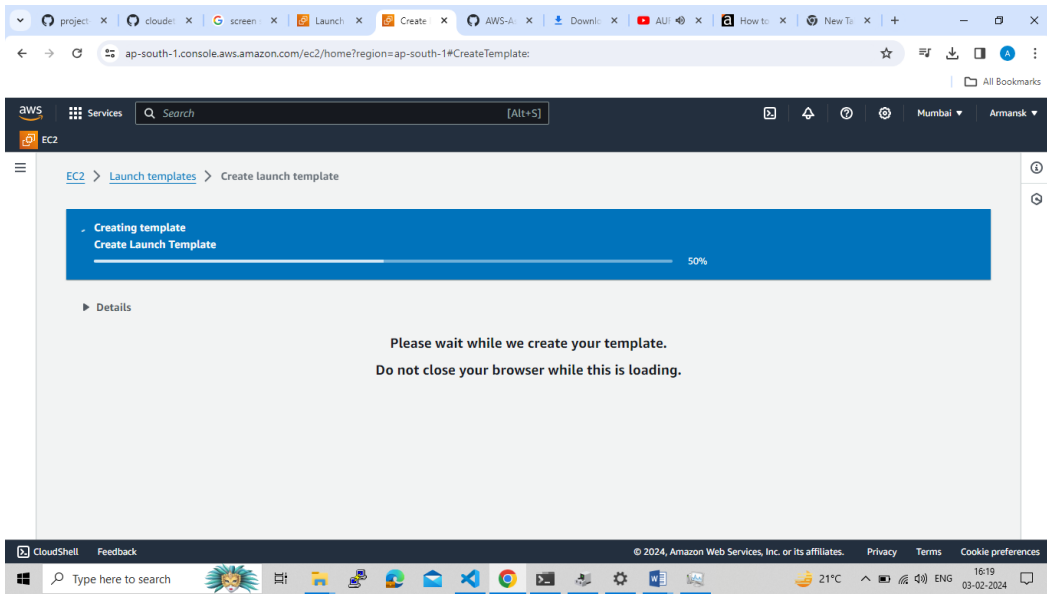 project
cloudet
screen
Launch
Create
AWS-A
Downlo
AUI
How to
New Ta
ap-south-1.console.aws.amazon.com/ec2/home?region=ap-south-1#CreateTemplate:
A
All Bookmarks
aws
Services
Search
[Alt+S]
Mumbai
Armansk
EC2
EC2 > Launch templates > Create launch template
Creating template
Create Launch Template
50%
Details
Please wait while we create your template.
Do not close your browser while this is loading.
CloudShell
Feedback
© 2024, Amazon Web Services, Inc. or its affiliates.
Privacy
Terms
Cookie preferences
Type here to search
21°C
ENG
16:19
03-02-2024